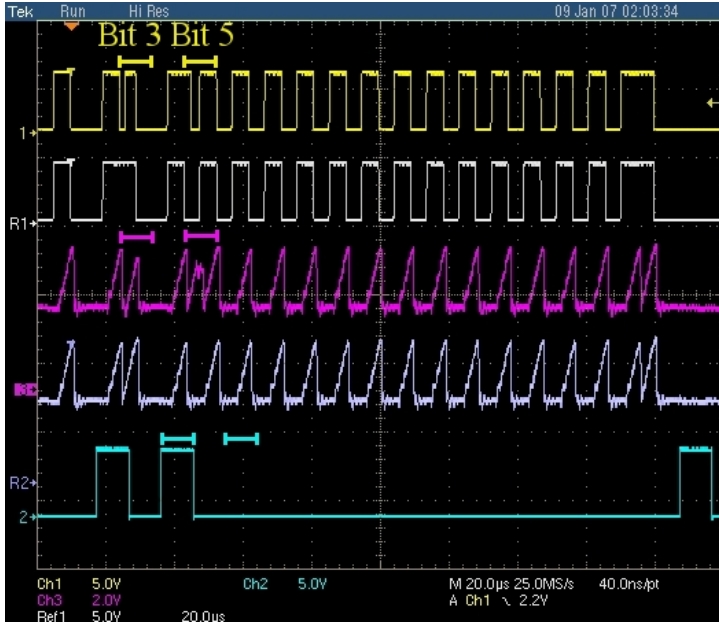 Tek Run Hi Res 09 Jan 07 02:03:34
Bit 3 Bit 5
1
R1
3
R2
2
Ch1 5.0V Ch2 5.0V M 20.0µs 25.0MS/s 40.0ns/pt
Ch3 2.0V A Ch1 ∖ 2.2V
Ref1 5.0V 20.0µs